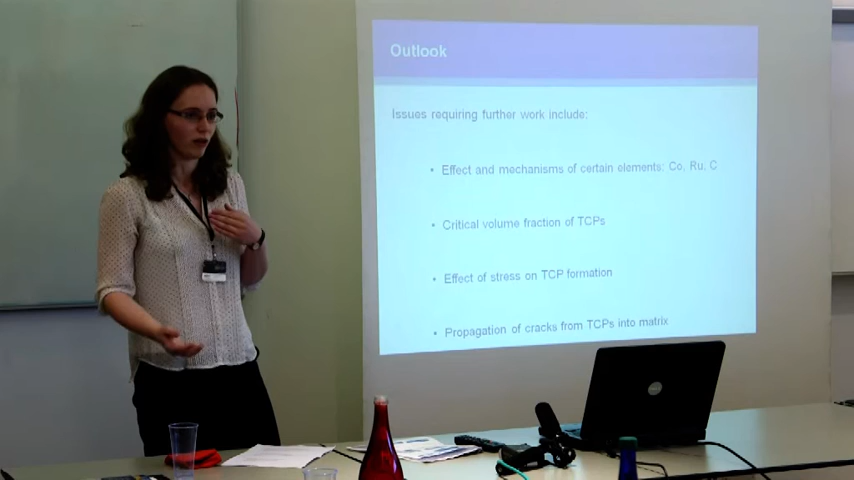 Outlook
Issues requiring further work include:
• Effect and mechanisms of certain elements: Co, Ru, C
• Critical volume fraction of TCPs
• Effect of stress on TCP formation
• Propagation of cracks from TCPs into matrix